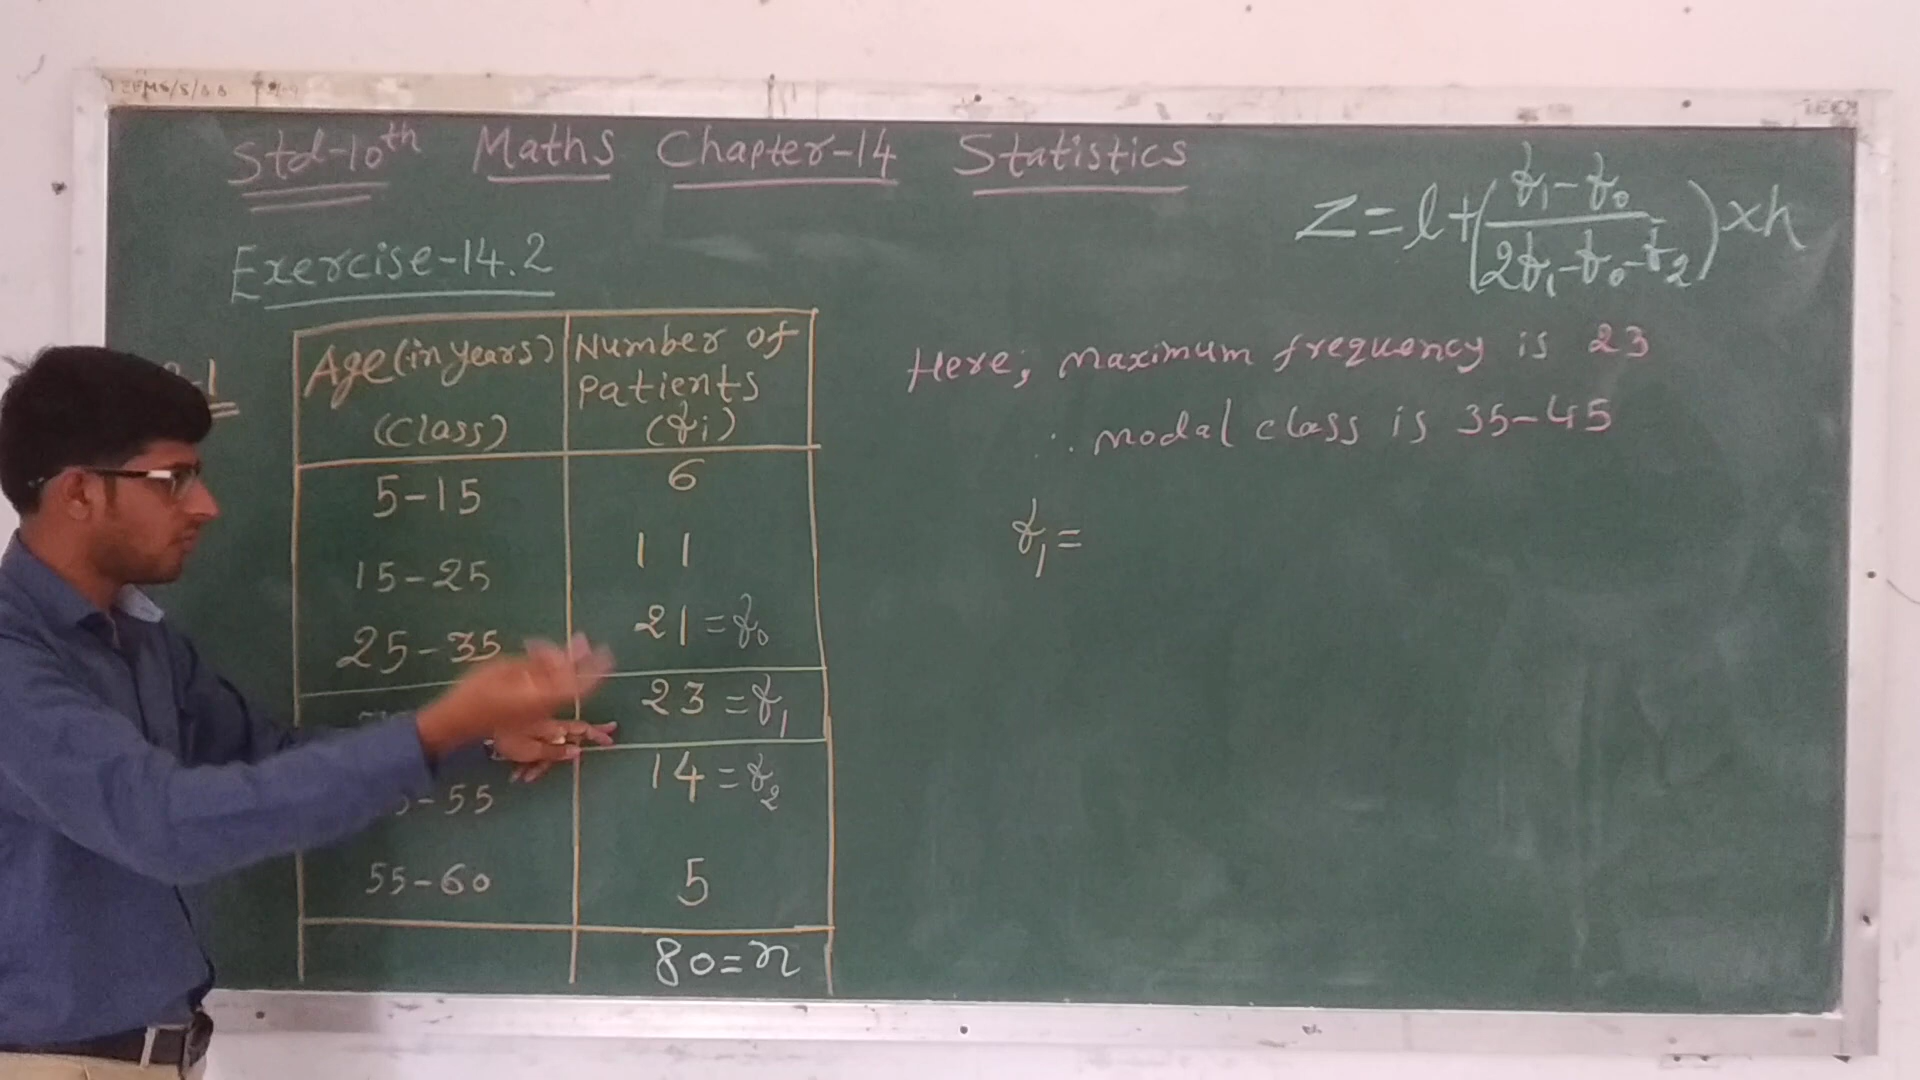 Std-10th Maths Chapter-14 Statistics
Z=l+(f1-f0/2f1-f0-f2)xh
Exercise-14.2
Age(in years) (Class)
Number of patients (fi)
5-15 6
15-25 11
25-35 21=f0
23=f1
-55 14=f2
55-60 5
80=n
Here, maximum frequency is 23
∴ modal class is 35-45
f1=